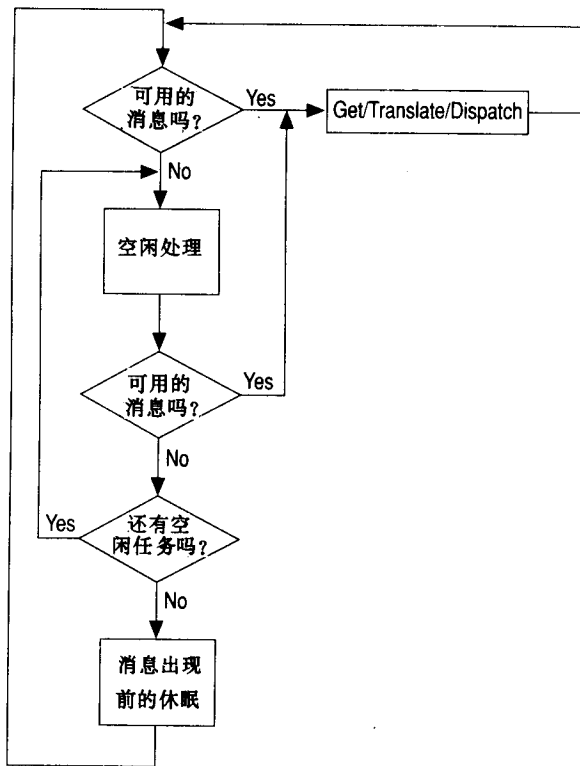 可用的
消息吗?
Yes
Get/Translate/Dispatch
No
空闲处理
可用的
消息吗?
Yes
No
还有空
闲任务吗?
Yes
No
消息出现
前的休眠